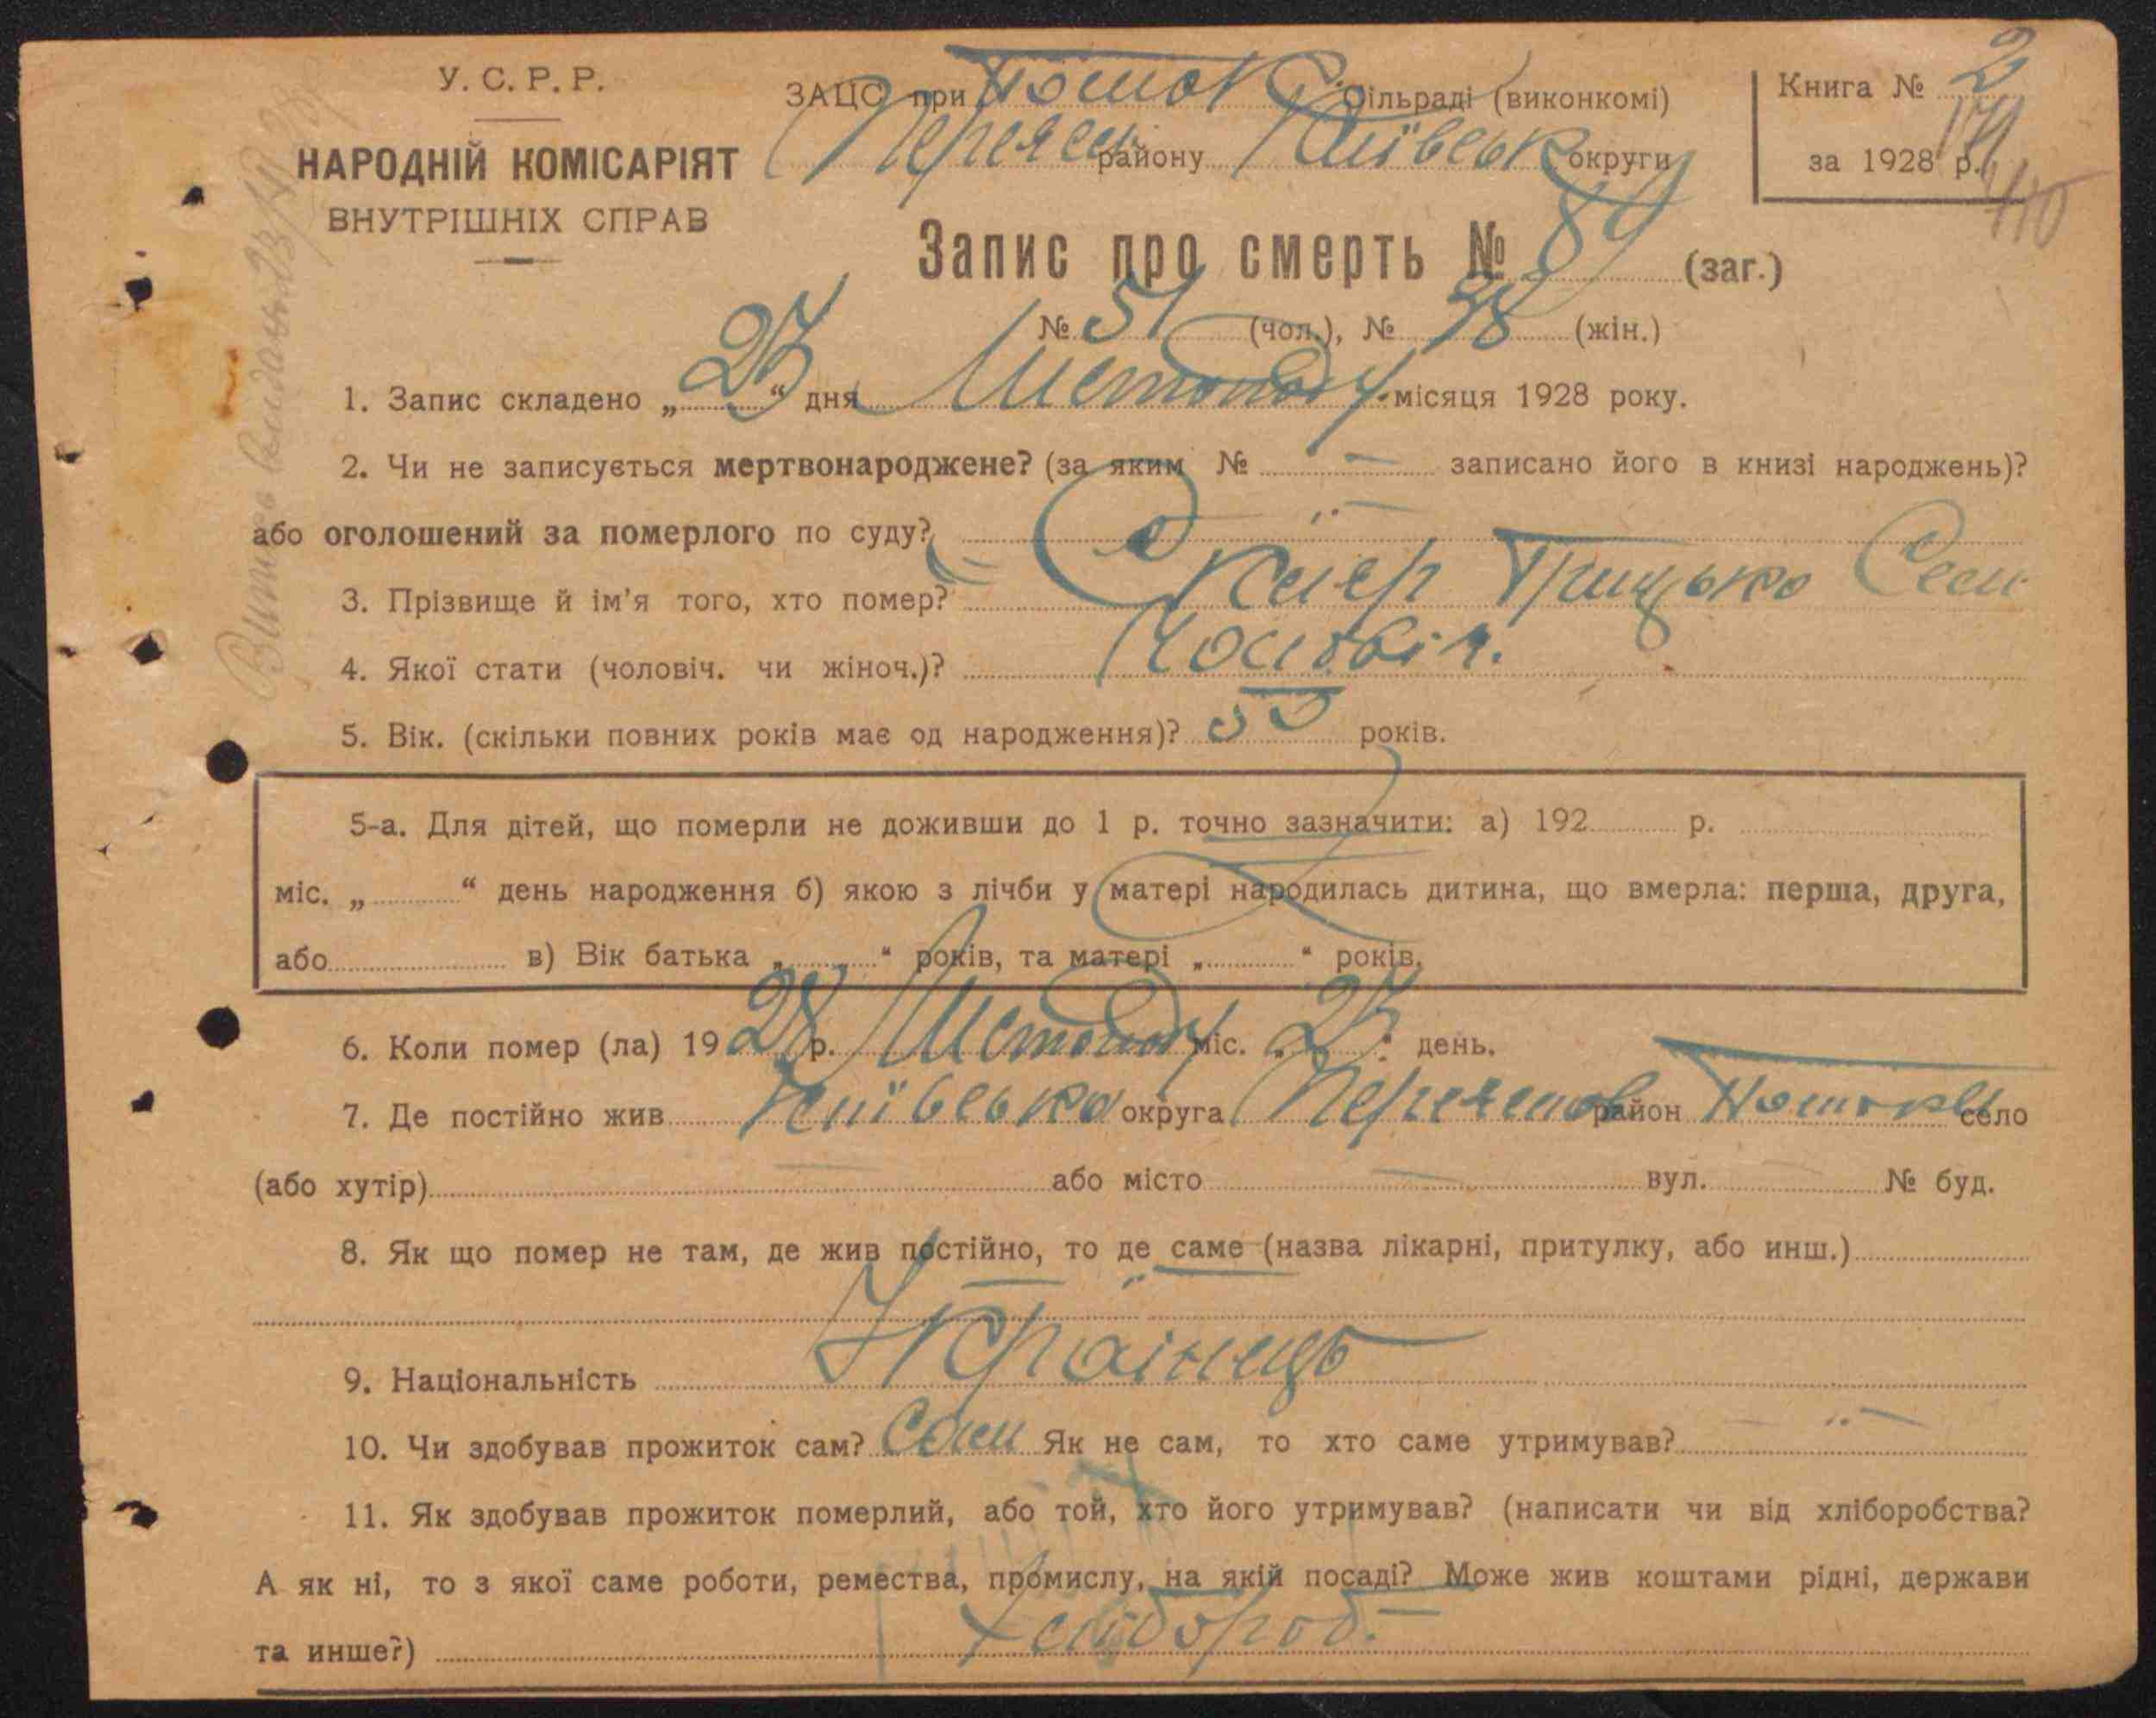 У. С. Р. Р.
НАРОДНІЙ КОМІСАРІЯТ
ВНУТРІШНІХ СПРАВ
ЗАЦС при Поток Сільраді (виконкомі)
Переясл району Київськ округи
Книга № 2
за 1928 р.
Запис про смерть № 89 (заг.)
№ 51 (чол.), № 38 (жін.)
1. Запис складено „23“ дня Листопаду місяця 1928 року.
2. Чи не записується мертвонароджене? (за яким № — записано його в книзі народжень)?
або оголошений за померлого по суду?
3. Прізвище й ім'я того, хто помер? Скляр Грицько Сем
4. Якої стати (чоловіч. чи жіноч.)? Чоловіч.
5. Вік. (скільки повних років має од народження)? 55 років.
5-а. Для дітей, що померли не доживши до 1 р. точно зазначити: а) 192 р.
міс. „ “ день народження б) якою з лічби у матері народилась дитина, що вмерла: перша, друга,
або в) Вік батька „ “ років, та матері „ “ років.
6. Коли помер (ла) 1928 р. Листопаду міс. „23“ день.
7. Де постійно жив Київська округа Переяслов район Потоки село
(або хутір) — або місто — вул. — № буд.
8. Як що помер не там, де жив постійно, то де саме (назва лікарні, притулку, або инш.)
9. Національність Українець
10. Чи здобував прожиток сам? Сам Як не сам, то хто саме утримував?
11. Як здобував прожиток померлий, або той, хто його утримував? (написати чи від хліборобства?
А як ні, то з якої саме роботи, ремества, промислу, на якій посаді? Може жив коштами рідні, держави
та инше?) Хлібороб.